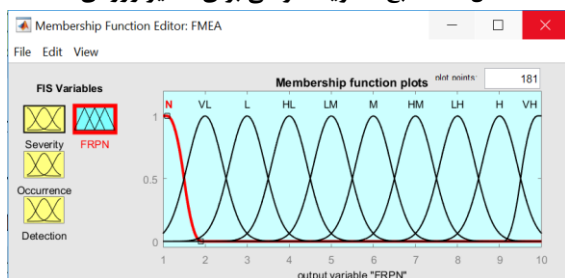 Membership Function Editor: FMEA
File Edit View
FIS Variables
Membership function plots
plot points:
181
N VL L HL LM M HM LH H VH
Severity
FRPN
Occurrence
Detection
1
0.5
0
1 2 3 4 5 6 7 8 9 10
output variable "FRPN"